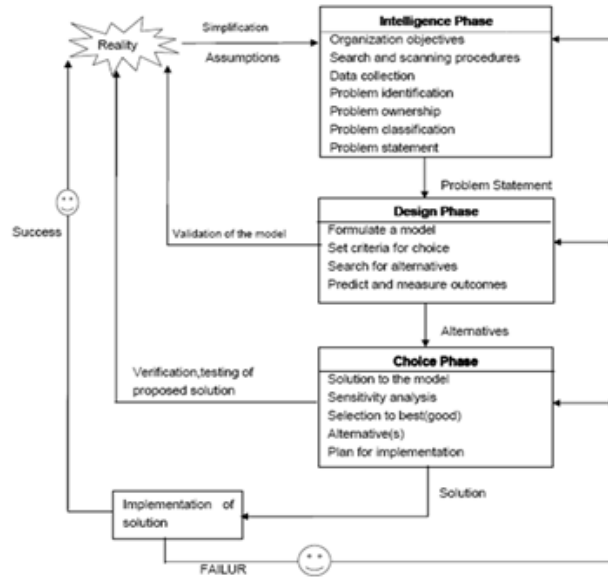 Reality
Simplification
Assumptions
Intelligence Phase
Organization objectives
Search and scanning procedures
Data collection
Problem identification
Problem ownership
Problem classification
Problem statement
Problem Statement
Design Phase
Formulate a model
Set criteria for choice
Search for alternatives
Predict and measure outcomes
Validation of the model
Success
Alternatives
Choice Phase
Solution to the model
Sensitivity analysis
Selection to best(good)
Alternative(s)
Plan for implementation
Verification,testing of
proposed solution
Solution
Implementation of
solution
FAILUR